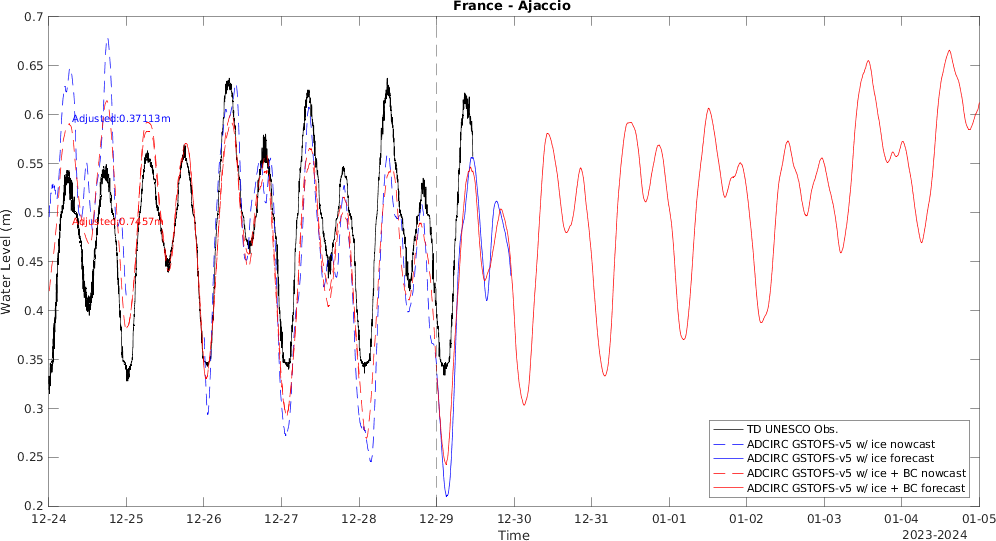 France - Ajaccio
0.7
0.65
0.6
0.55
0.5
0.45
0.4
0.35
0.3
0.25
0.2
Water Level (m)
Adjusted:0.37113m
Adjusted:0.7457m
TD UNESCO Obs.
ADCIRC GSTOFS-v5 w/ ice nowcast
ADCIRC GSTOFS-v5 w/ ice forecast
ADCIRC GSTOFS-v5 w/ ice + BC nowcast
ADCIRC GSTOFS-v5 w/ ice + BC forecast
12-24 12-25 12-26 12-27 12-28 12-29 12-30 12-31 01-01 01-02 01-03 01-04 01-05
Time
2023-2024